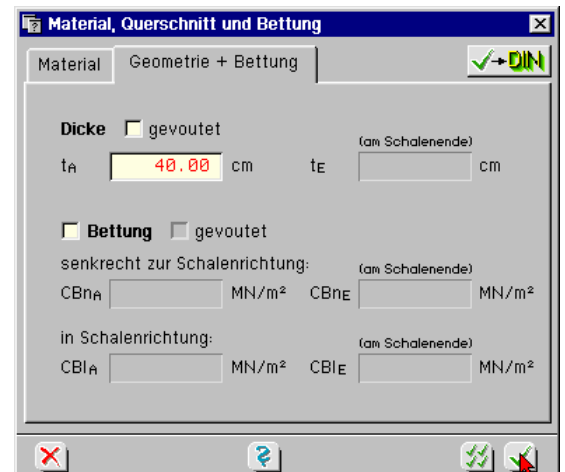 Material, Querschnitt und Bettung
Material Geometrie + Bettung DIN
Dicke gevoutet
(am Schalenende)
tA 40.00 cm tE cm
Bettung gevoutet
senkrecht zur Schalenrichtung: (am Schalenende)
CBnA MN/m² CBnE MN/m²
in Schalenrichtung: (am Schalenende)
CBlA MN/m² CBlE MN/m²